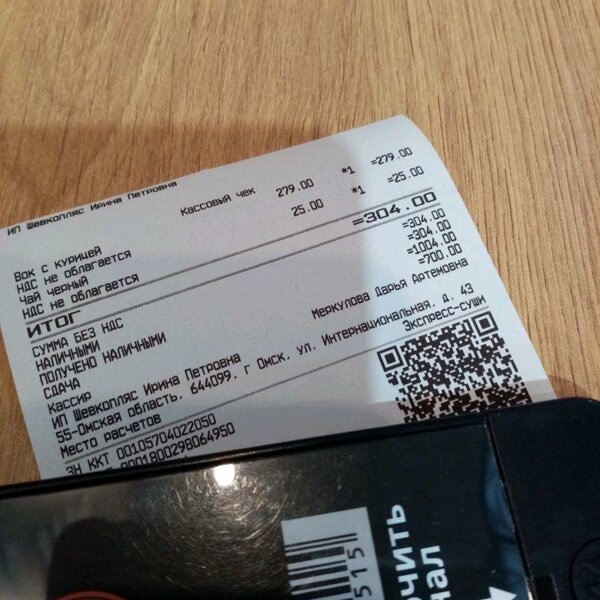 ИП Шевкопляс Ирина Петровна
Кассовый чек
Вок с курицей 279.00 *1 =279.00
НДС не облагается
Чай черный 25.00 *1 =25.00
НДС не облагается
ИТОГ =304.00
СУММА БЕЗ НДС =304.00
НАЛИЧНЫМИ =304.00
ПОЛУЧЕНО НАЛИЧНЫМИ =1004.00
СДАЧА =700.00
Кассир Меркулова Дарья Артемовна
ИП Шевкопляс Ирина Петровна
55-Омская область, 644099, г Омск, ул. Интернациональная, д. 43
Место расчетов Экспресс-суши
ЗН ККТ 00105704022050
0001800298064950
515